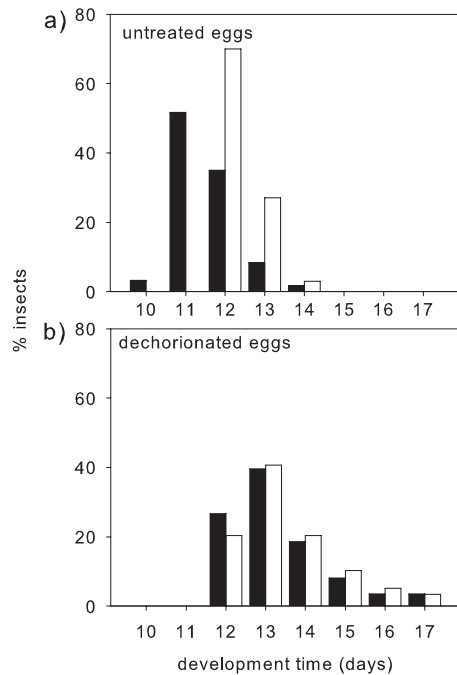 a)
untreated eggs
80
60
40
20
0
10 11 12 13 14 15 16 17
% insects
b)
dechorionated eggs
80
60
40
20
0
10 11 12 13 14 15 16 17
development time (days)